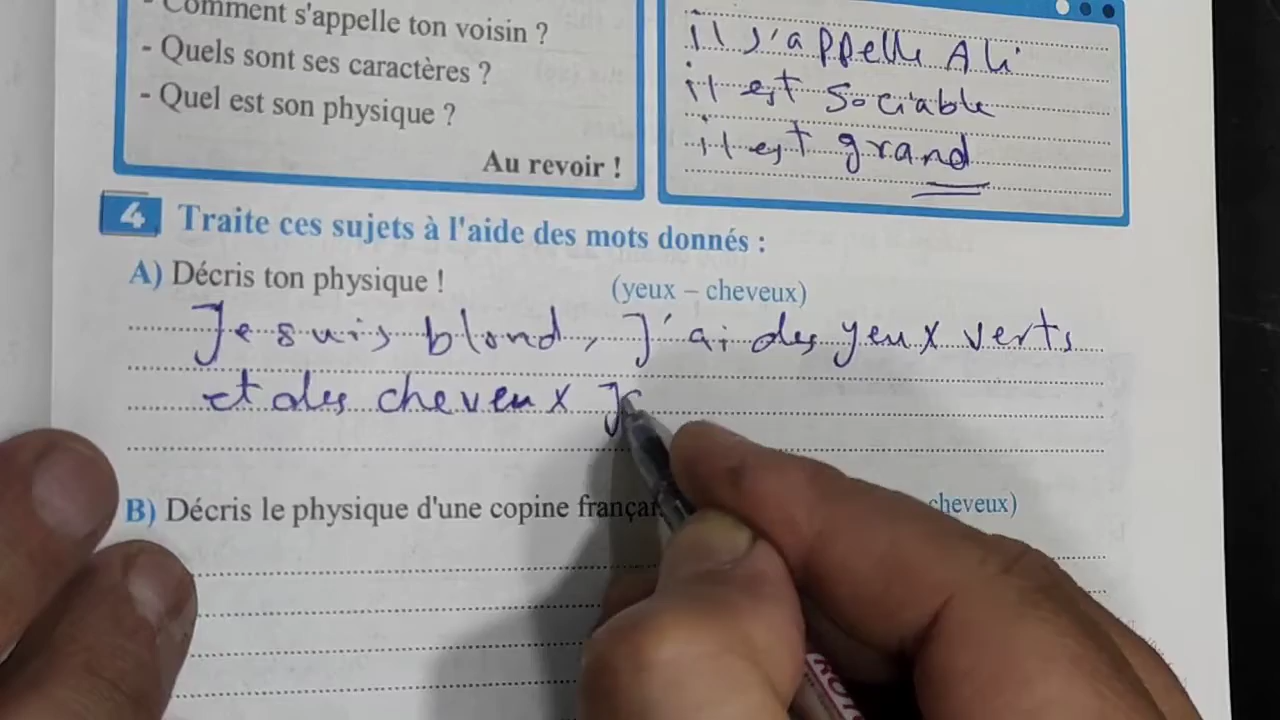 - Comment s'appelle ton voisin ?
- Quels sont ses caractères ?
- Quel est son physique ?
Au revoir !
il s'appelle Ali
il est sociable
il est grand
4 Traite ces sujets à l'aide des mots donnés :
A) Décris ton physique ! (yeux – cheveux)
Je suis blond, J'ai des yeux verts
et des cheveux
B) Décris le physique d'une copine cheveux)